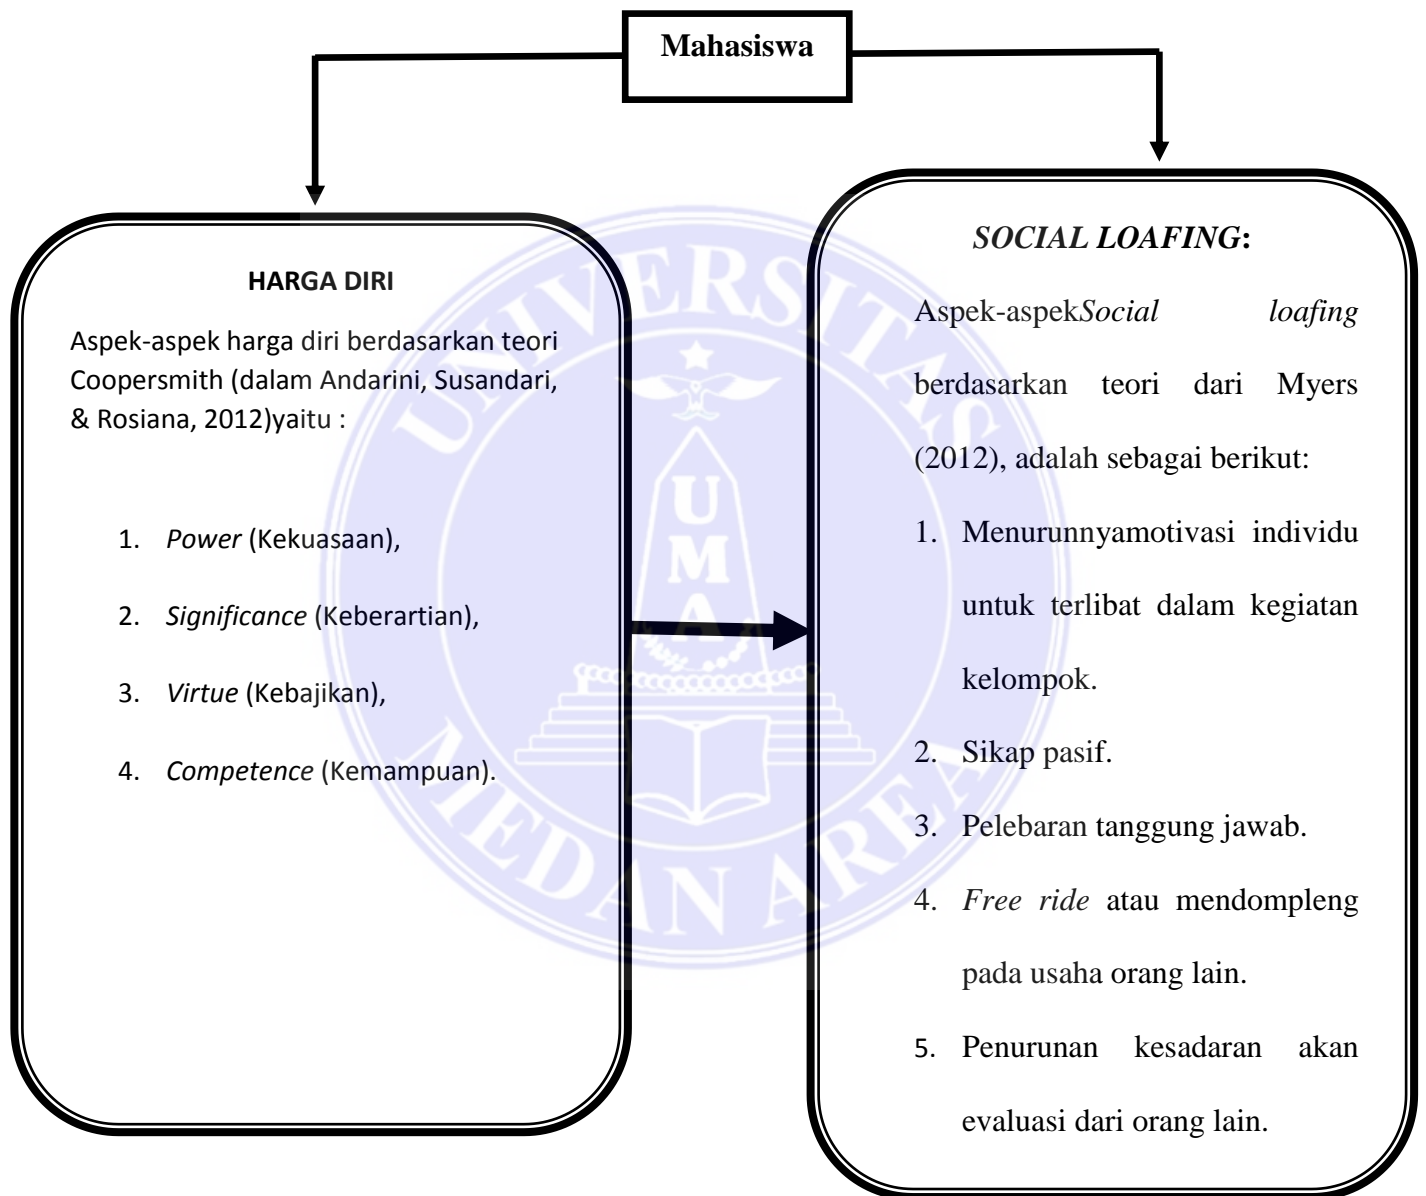 Mahasiswa
HARGA DIRI
Aspek-aspek harga diri berdasarkan teori
Coopersmith (dalam Andarini, Susandari,
& Rosiana, 2012)yaitu :
1. Power (Kekuasaan),
2. Significance (Keberartian),
3. Virtue (Kebajikan),
4. Competence (Kemampuan).
SOCIAL LOAFING:
Aspek-aspekSocial loafing
berdasarkan teori dari Myers
(2012), adalah sebagai berikut:
1. Menurunnyamotivasi individu
untuk terlibat dalam kegiatan
kelompok.
2. Sikap pasif.
3. Pelebaran tanggung jawab.
4. Free ride atau mendompleng
pada usaha orang lain.
5. Penurunan kesadaran akan
evaluasi dari orang lain.
UNIVERSITAS
UMA
MEDAN AREA